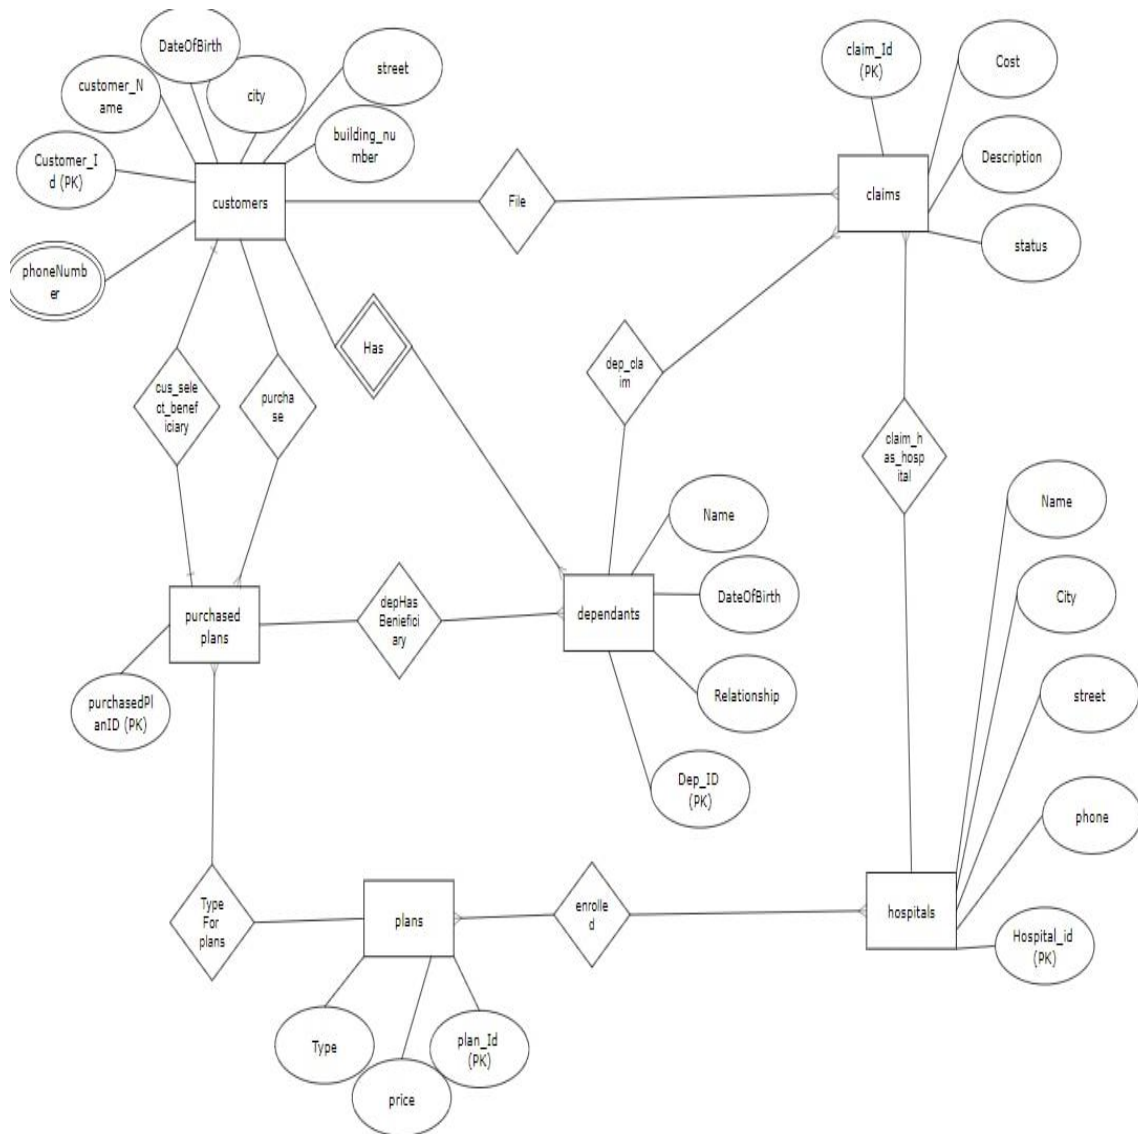 DateOfBirth
customer_N
ame
city
street
building_nu
mber
Customer_I
d (PK)
phoneNumb
er
customers
File
claim_Id
(PK)
Cost
Description
claims
status
Has
dep_clai
m
cus_sele
ct_benef
iciary
purcha
se
claim_h
as_hosp
ital
Name
DateOfBirth
Relationship
Dep_ID
(PK)
dependants
depHas
Benieficl
ary
purchased
plans
purchasedPl
anID (PK)
Name
City
street
phone
Hospital_id
(PK)
hospitals
enrolle
d
Type
For
plans
plans
Type
price
plan_Id
(PK)